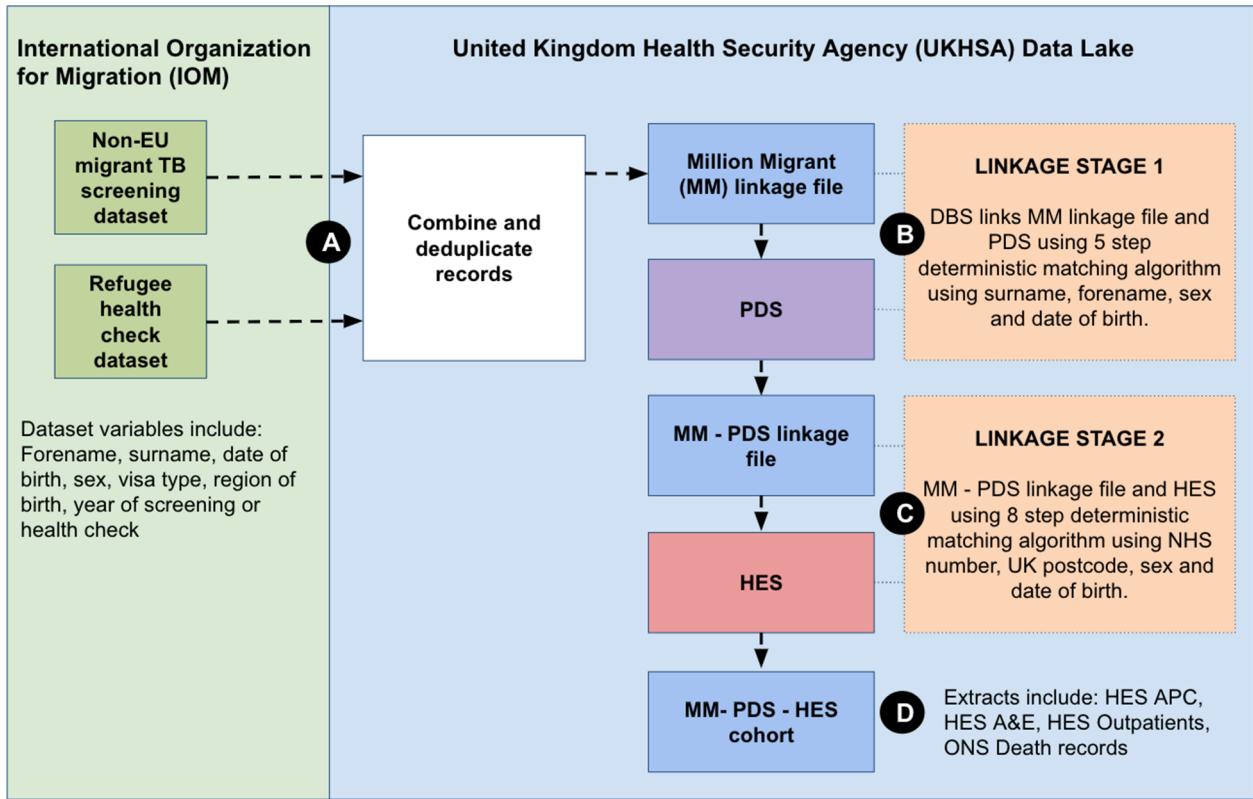 International Organization
for Migration (IOM)
Non-EU
migrant TB
screening
dataset
Refugee
health
check
dataset
Dataset variables include:
Forename, surname, date of
birth, sex, visa type, region of
birth, year of screening or
health check
United Kingdom Health Security Agency (UKHSA) Data Lake
A
Combine and
deduplicate
records
Million Migrant
(MM) linkage file
PDS
MM - PDS linkage
file
HES
MM- PDS - HES
cohort
B
LINKAGE STAGE 1
DBS links MM linkage file and
PDS using 5 step
deterministic matching algorithm
using surname, forename, sex
and date of birth.
C
LINKAGE STAGE 2
MM - PDS linkage file and HES
using 8 step deterministic
matching algorithm using NHS
number, UK postcode, sex and
date of birth.
D
Extracts include: HES APC,
HES A&E, HES Outpatients,
ONS Death records